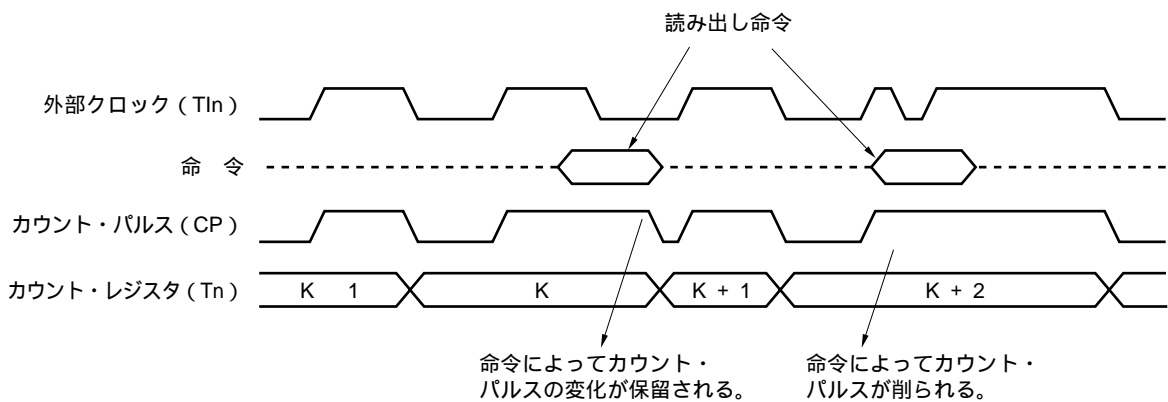 読み出し命令
外部クロック ( TIn )
命 令
カウント・パルス ( CP )
カウント・レジスタ ( Tn )
K 1
K
K + 1
K + 2
命令によってカウント・
パルスの変化が保留される。
命令によってカウント・
パルスが削られる。